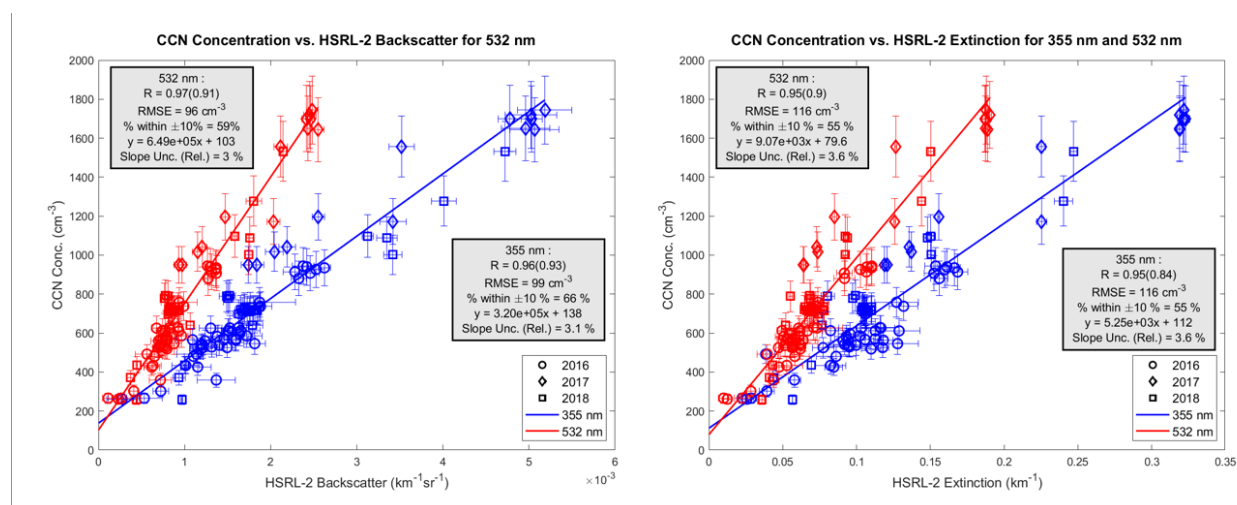 CCN Concentration vs. HSRL-2 Backscatter for 532 nm
2000
1800
1600
1400
1200
1000
800
600
400
200
0
CCN Conc. (cm-3)
532 nm :
R = 0.97(0.91)
RMSE = 96 cm-3
% within ±10% = 59%
y = 6.49e+05x + 103
Slope Unc. (Rel.) = 3 %
355 nm :
R = 0.96(0.93)
RMSE = 99 cm-3
% within ±10 % = 66 %
y = 3.20e+05x + 138
Slope Unc. (Rel.) = 3.1 %
2016
2017
2018
355 nm
532 nm
0 1 2 3 4 5 6
×10-3
HSRL-2 Backscatter (km-1sr-1)
CCN Concentration vs. HSRL-2 Extinction for 355 nm and 532 nm
2000
1800
1600
1400
1200
1000
800
600
400
200
0
CCN Conc. (cm-3)
532 nm :
R = 0.95(0.9)
RMSE = 116 cm-3
% within ±10 % = 55 %
y = 9.07e+03x + 79.6
Slope Unc. (Rel.) = 3.6 %
355 nm :
R = 0.95(0.84)
RMSE = 116 cm-3
% within ±10 % = 55 %
y = 5.25e+03x + 112
Slope Unc. (Rel.) = 3.6 %
2016
2017
2018
355 nm
532 nm
0 0.05 0.1 0.15 0.2 0.25 0.3 0.35
HSRL-2 Extinction (km-1)